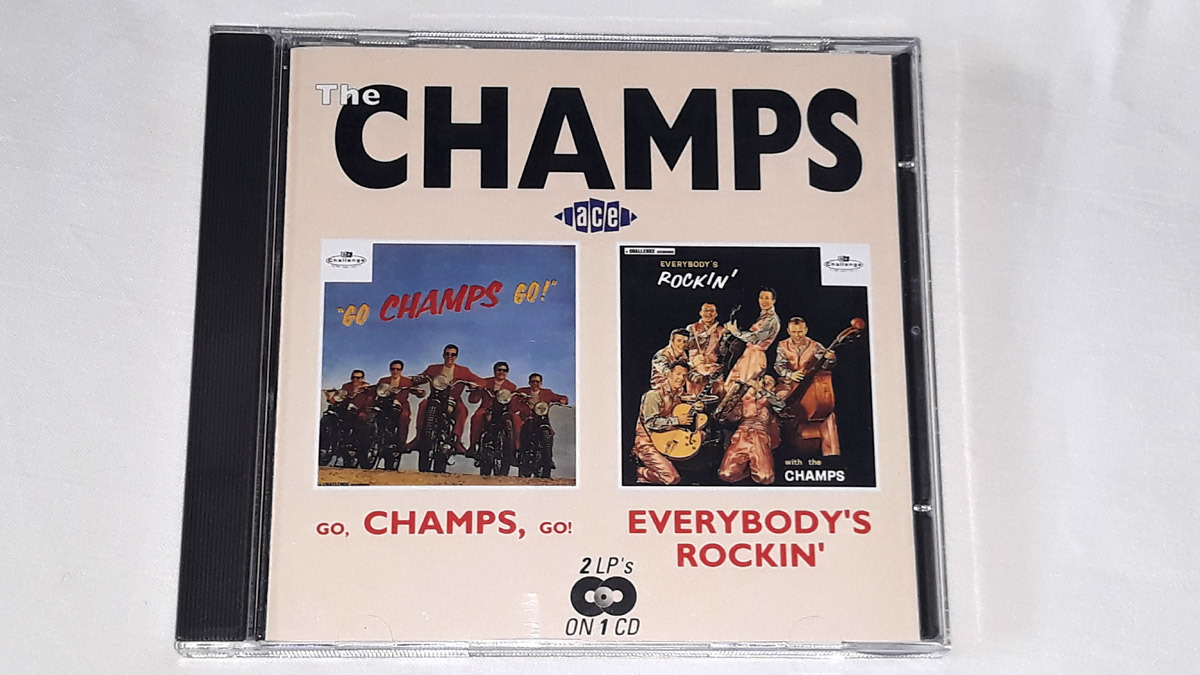 The
CHAMPS
ace
Challenge
"GO CHAMPS GO!"
CHALLENGE
EVERYBODY'S
ROCKIN'
Challenge
with the
CHAMPS
GO, CHAMPS, GO!
EVERYBODY'S
ROCKIN'
2 LP's
ON 1 CD